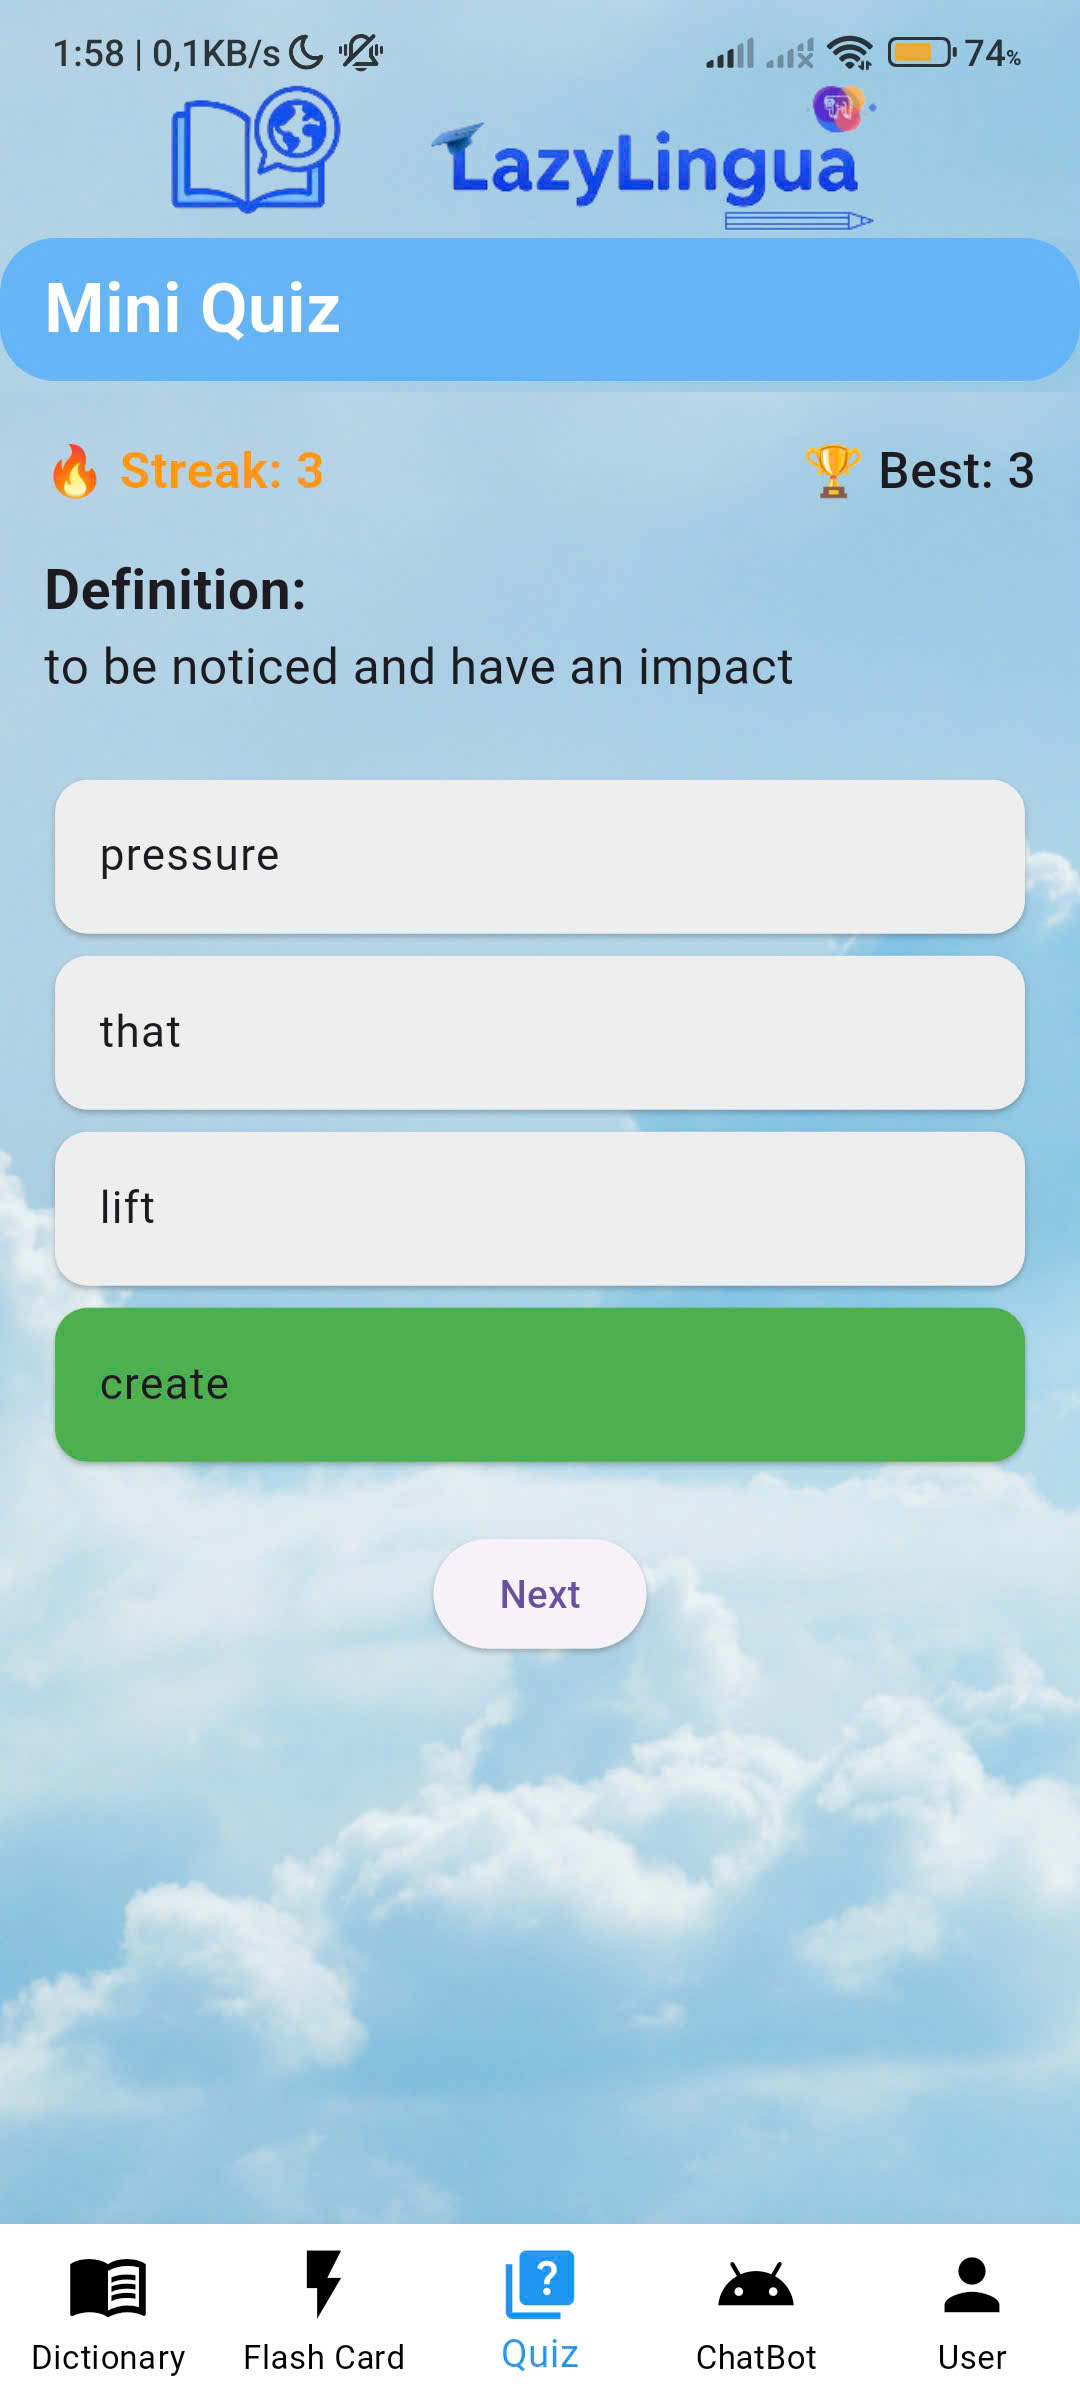 1:58 | 0,1KB/s 74%
LazyLingua
Mini Quiz
🔥 Streak: 3 🏆 Best: 3
Definition:
to be noticed and have an impact
pressure
that
lift
create
Next
Dictionary Flash Card Quiz ChatBot User